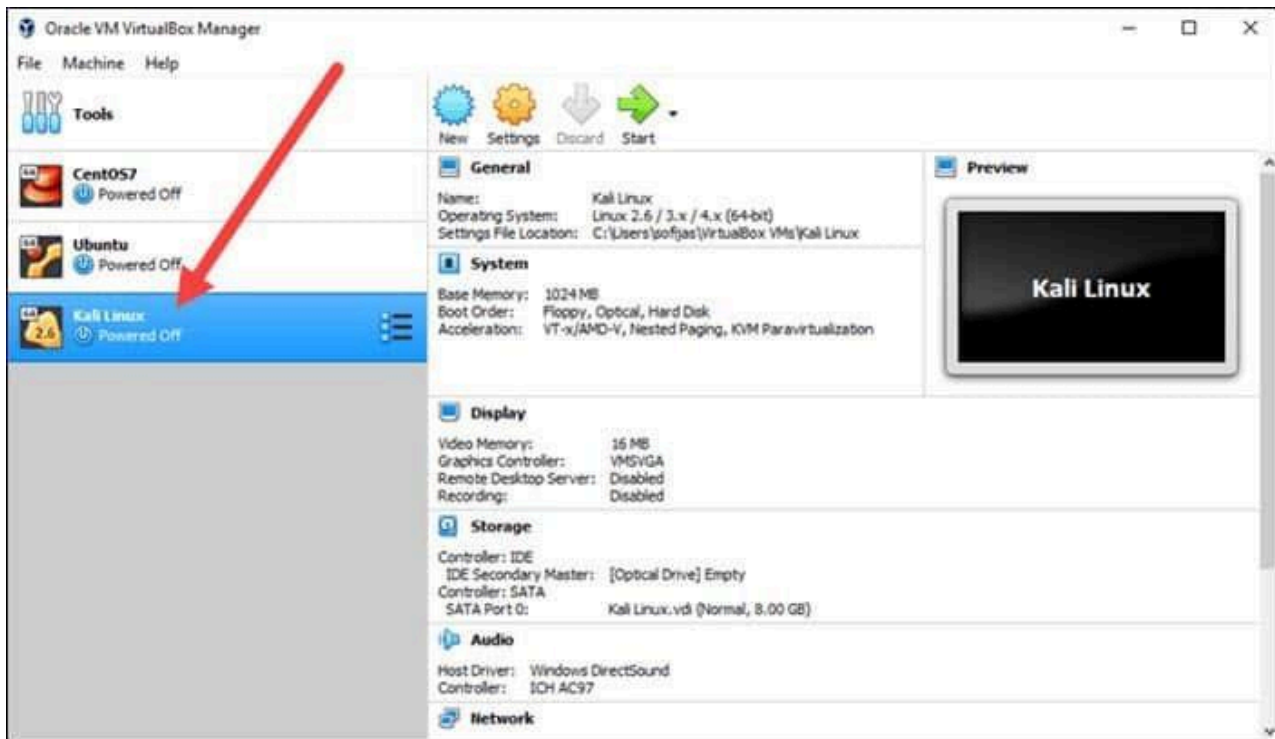 Oracle VM VirtualBox Manager
File Machine Help
Tools
New Settings Discard Start
CentOS7
Powered Off
Ubuntu
Powered Off
Kali Linux
Powered Off
64
64
64
2.6
General
Name: Kali Linux
Operating System: Linux 2.6 / 3.x / 4.x (64-bit)
Settings File Location: C:\Users\sofijas\VirtualBox VMs\Kali Linux
System
Base Memory: 1024 MB
Boot Order: Floppy, Optical, Hard Disk
Acceleration: VT-x/AMD-V, Nested Paging, KVM Paravirtualization
Preview
Kali Linux
Display
Video Memory: 16 MB
Graphics Controller: VMSVGA
Remote Desktop Server: Disabled
Recording: Disabled
Storage
Controller: IDE
IDE Secondary Master: [Optical Drive] Empty
Controller: SATA
SATA Port 0: Kali Linux.vdi (Normal, 8.00 GB)
Audio
Host Driver: Windows DirectSound
Controller: ICH AC97
Network